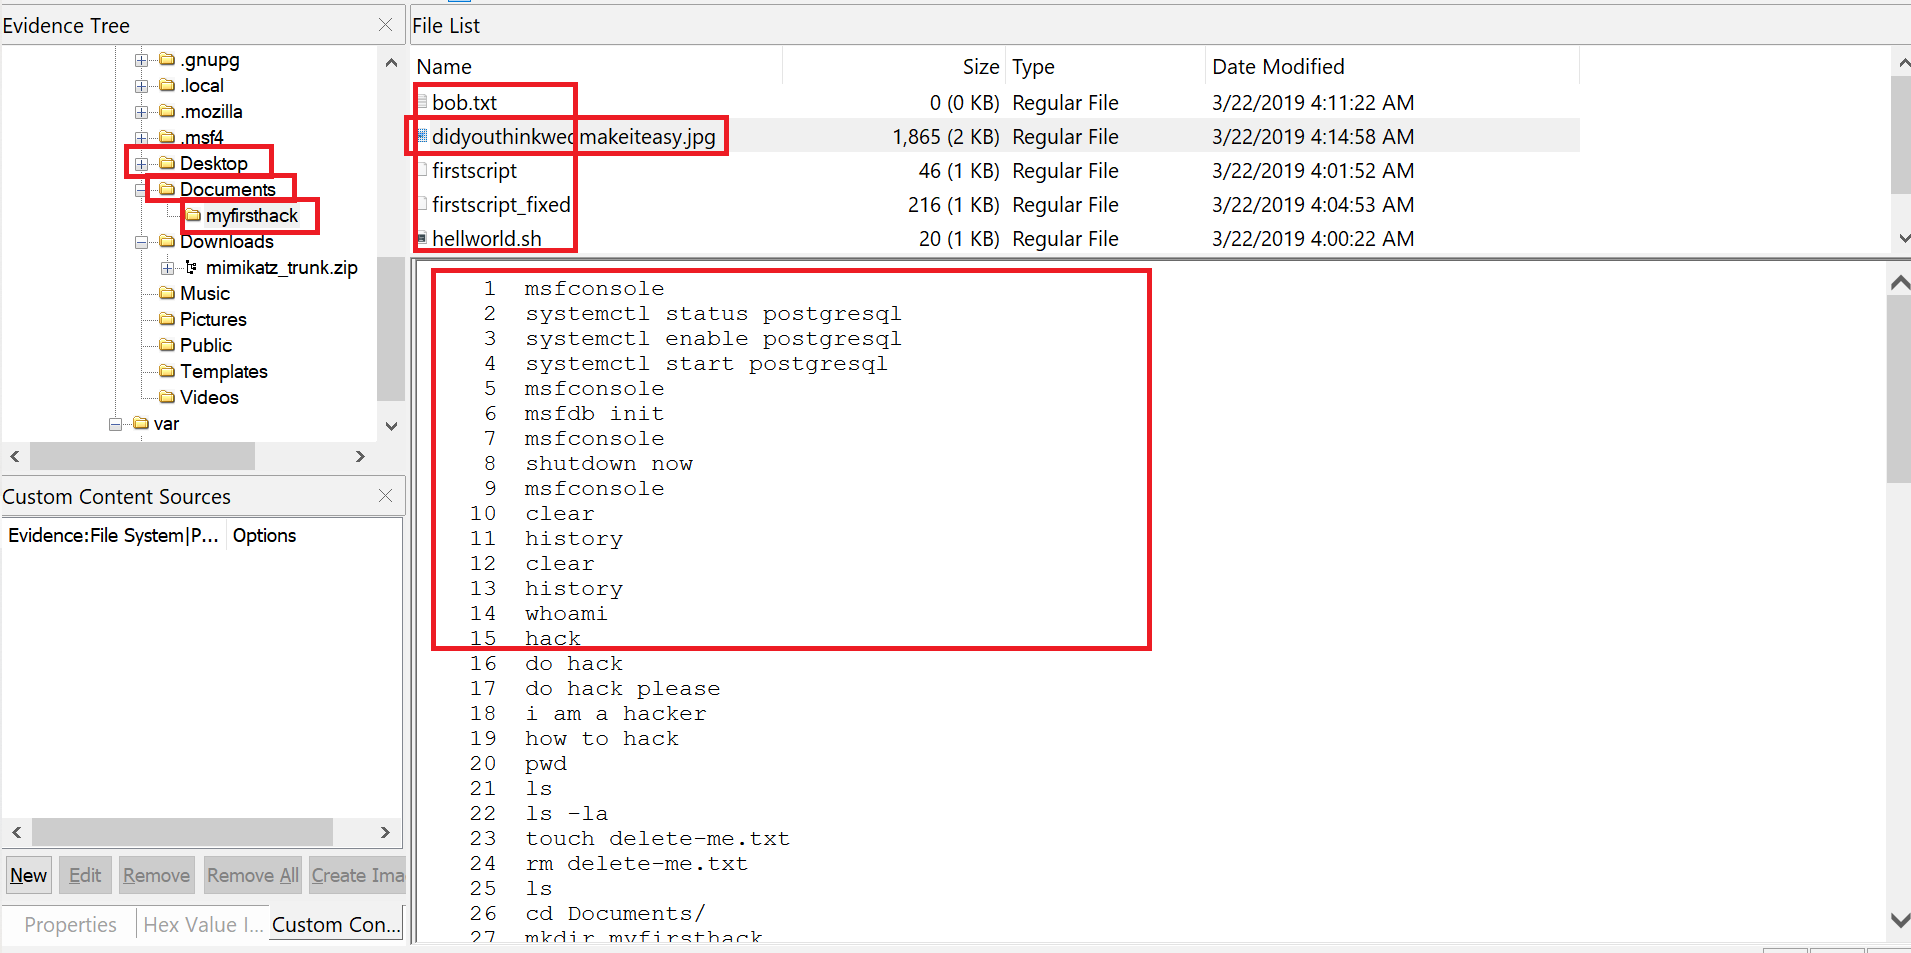 Evidence Tree
.gnupg
.local
.mozilla
.msf4
Desktop
Documents
myfirsthack
Downloads
mimikatz_trunk.zip
Music
Pictures
Public
Templates
Videos
var
Custom Content Sources
Evidence:File System|P... Options
New Edit Remove Remove All Create Ima
Properties Hex Value I... Custom Con...
File List
Name Size Type Date Modified
bob.txt 0 (0 KB) Regular File 3/22/2019 4:11:22 AM
didyouthinkwedmakeiteasy.jpg 1,865 (2 KB) Regular File 3/22/2019 4:14:58 AM
firstscript 46 (1 KB) Regular File 3/22/2019 4:01:52 AM
firstscript_fixed 216 (1 KB) Regular File 3/22/2019 4:04:53 AM
hellworld.sh 20 (1 KB) Regular File 3/22/2019 4:00:22 AM
1 msfconsole
2 systemctl status postgresql
3 systemctl enable postgresql
4 systemctl start postgresql
5 msfconsole
6 msfdb init
7 msfconsole
8 shutdown now
9 msfconsole
10 clear
11 history
12 clear
13 history
14 whoami
15 hack
16 do hack
17 do hack please
18 i am a hacker
19 how to hack
20 pwd
21 ls
22 ls -la
23 touch delete-me.txt
24 rm delete-me.txt
25 ls
26 cd Documents/
27 mkdir myfirsthack